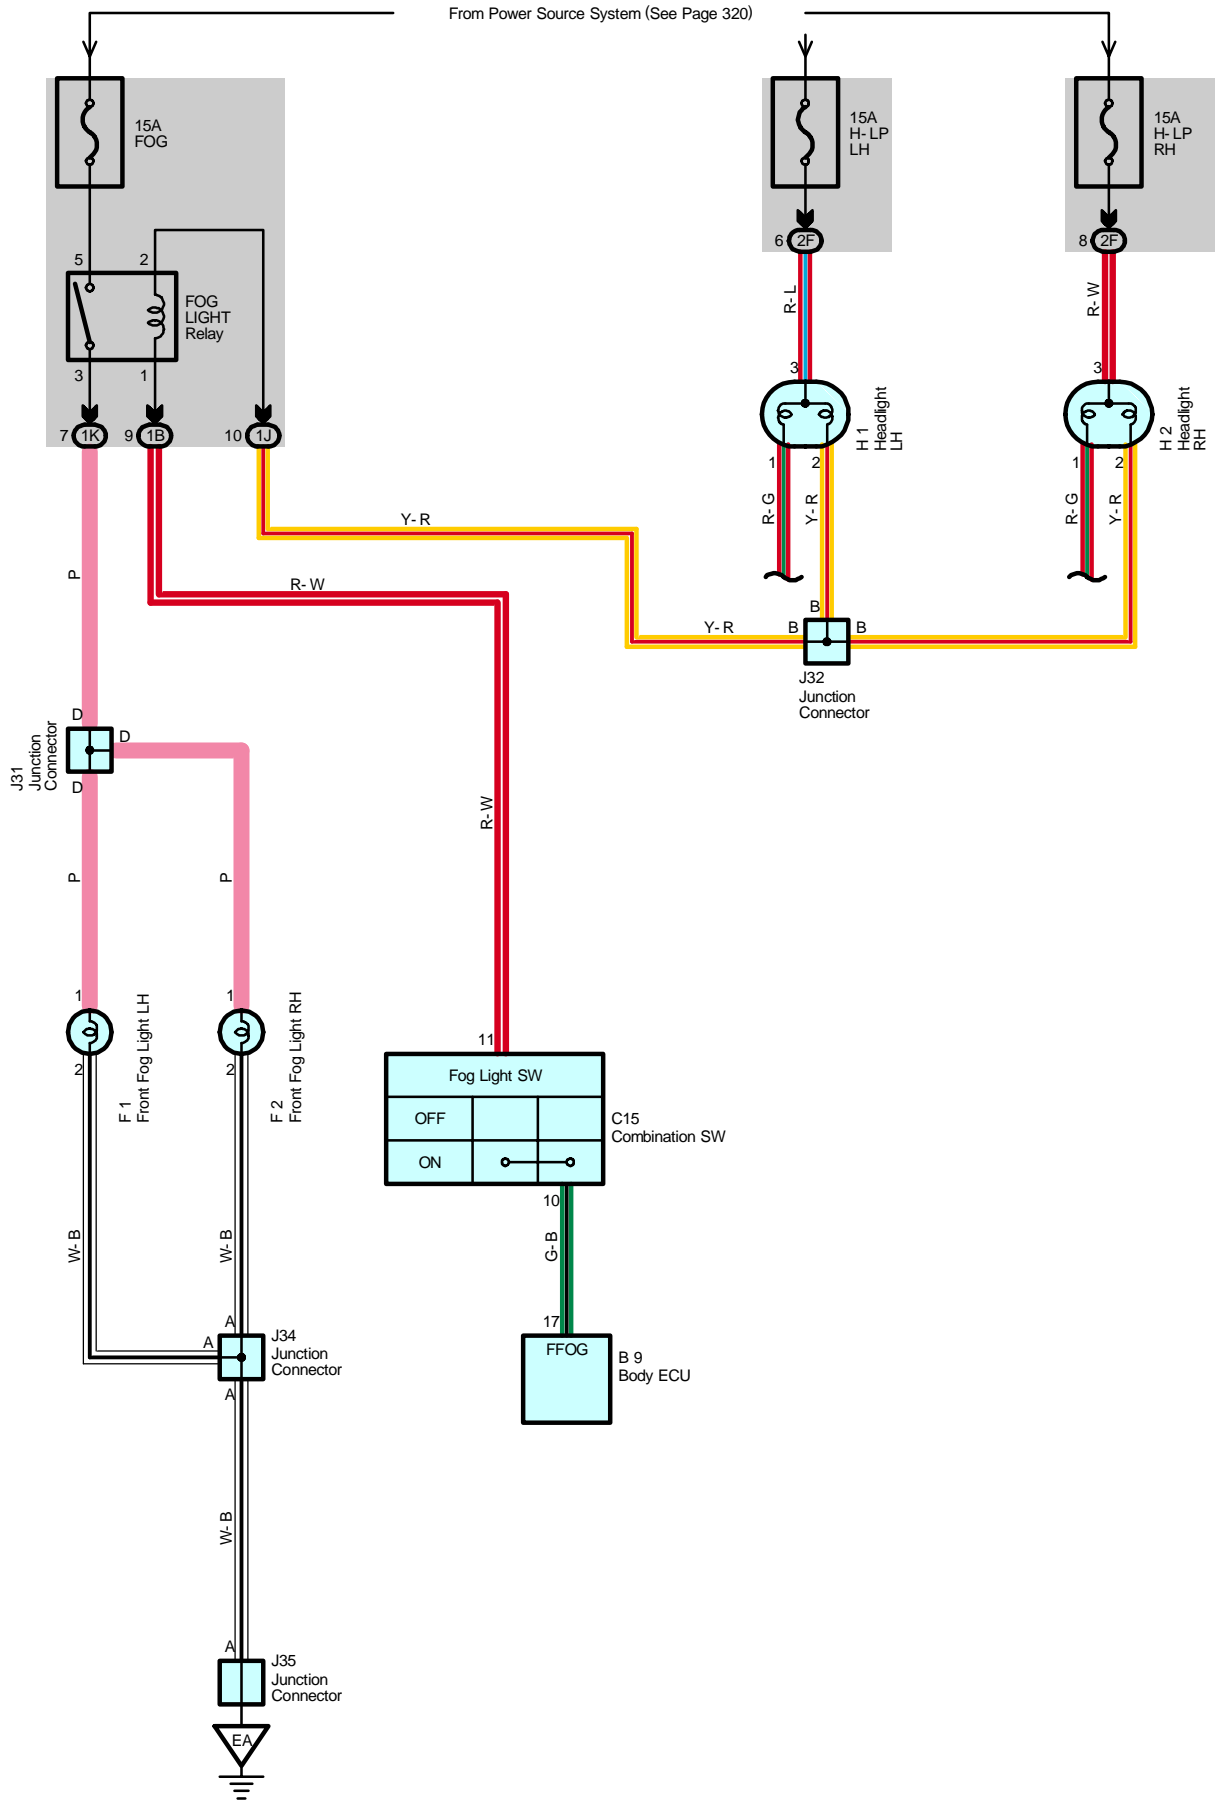 From Power Source System (See Page 320)
15A
FOG
15A
H-LP
LH
15A
H-LP
RH
5
2
6
2F
8
2F
FOG
LIGHT
Relay
R-L
R-W
3
1
3
3
7
1K
9
1B
10
1J
H 1
Headlight
LH
H 2
Headlight
RH
1
2
1
2
R-G
Y-R
R-G
Y-R
Y-R
P
R-W
B
Y-R
B
B
J32
Junction
Connector
D
D
J31
Junction
Connector
D
R-W
P
P
1
1
F 1
Front Fog Light LH
F 2
Front Fog Light RH
2
2
11
Fog Light SW
OFF
ON
C15
Combination SW
10
W-B
W-B
G-B
17
FFOG
B 9
Body ECU
A
A
J34
Junction
Connector
A
W-B
A
J35
Junction
Connector
EA